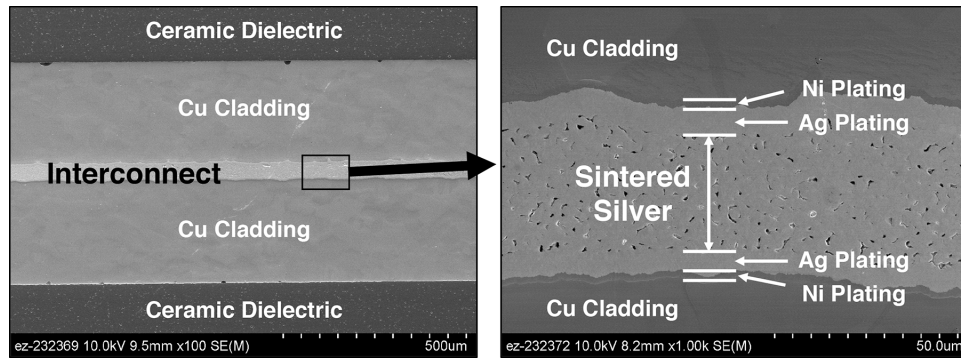 Ceramic Dielectric
Cu Cladding
Interconnect
Cu Cladding
Ceramic Dielectric
ez-232369 10.0kV 9.5mm x100 SE(M)
500um
Cu Cladding
Ni Plating
Ag Plating
Sintered
Silver
Ag Plating
Ni Plating
Cu Cladding
ez-232372 10.0kV 8.2mm x1.00k SE(M)
50.0um